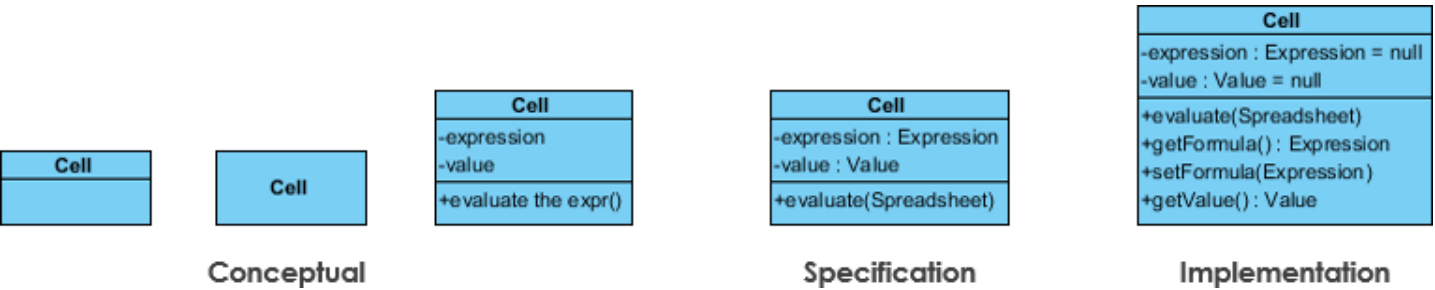 Cell
Cell
Cell
-expression
-value
+evaluate the expr()
Conceptual
Cell
-expression : Expression
-value : Value
+evaluate(Spreadsheet)
Specification
Cell
-expression : Expression = null
-value : Value = null
+evaluate(Spreadsheet)
+getFormula() : Expression
+setFormula(Expression)
+getValue() : Value
Implementation